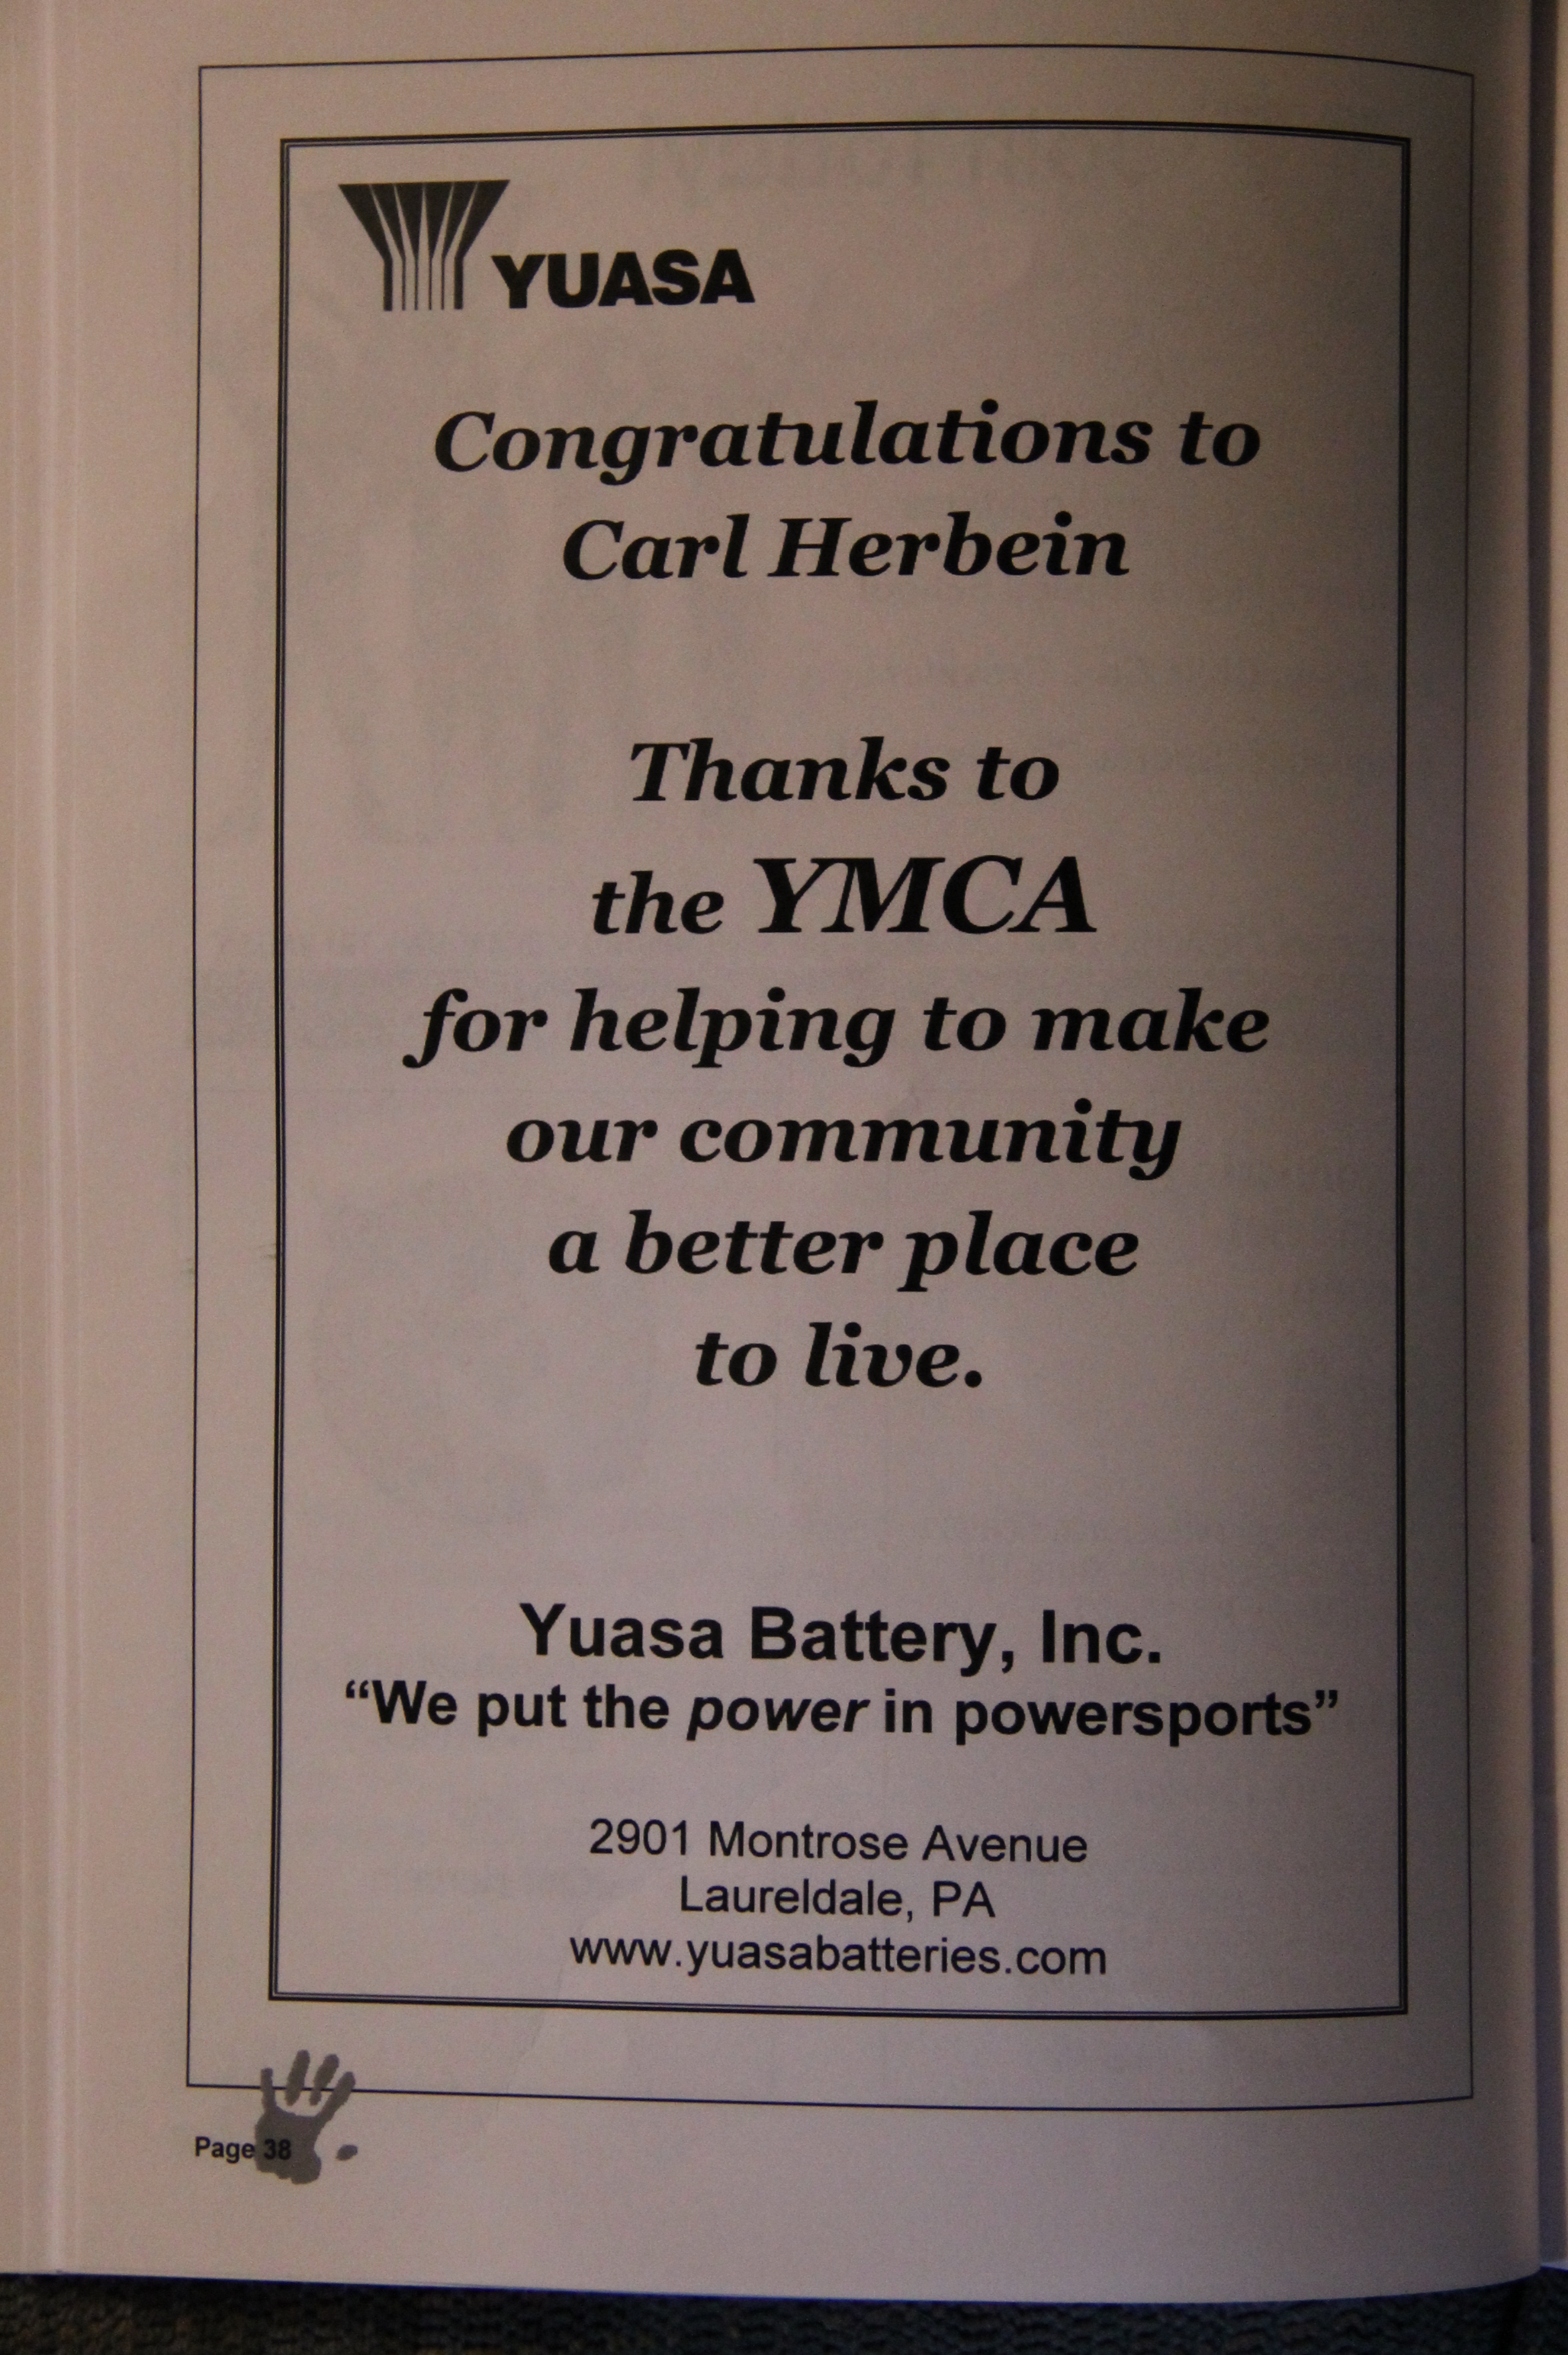 YUASA
Congratulations to
Carl Herbein
Thanks to
the YMCA
for helping to make
our community
a better place
to live.
Yuasa Battery, Inc.
“We put the power in powersports”
2901 Montrose Avenue
Laureldale, PA
www.yuasabatteries.com
Page 38